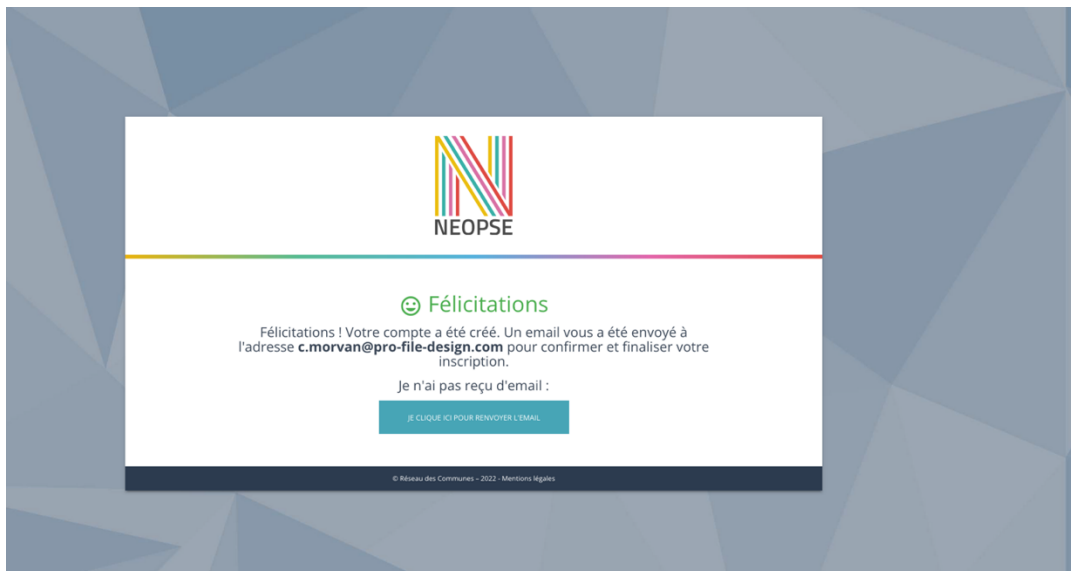 NEOPSE
Félicitations
Félicitations ! Votre compte a été créé. Un email vous a été envoyé à
l'adresse c.morvan@pro-file-design.com pour confirmer et finaliser votre
inscription.
Je n'ai pas reçu d'email :
JE CLIQUE ICI POUR RENVOYER L'EMAIL
© Réseau des Communes – 2022 - Mentions légales